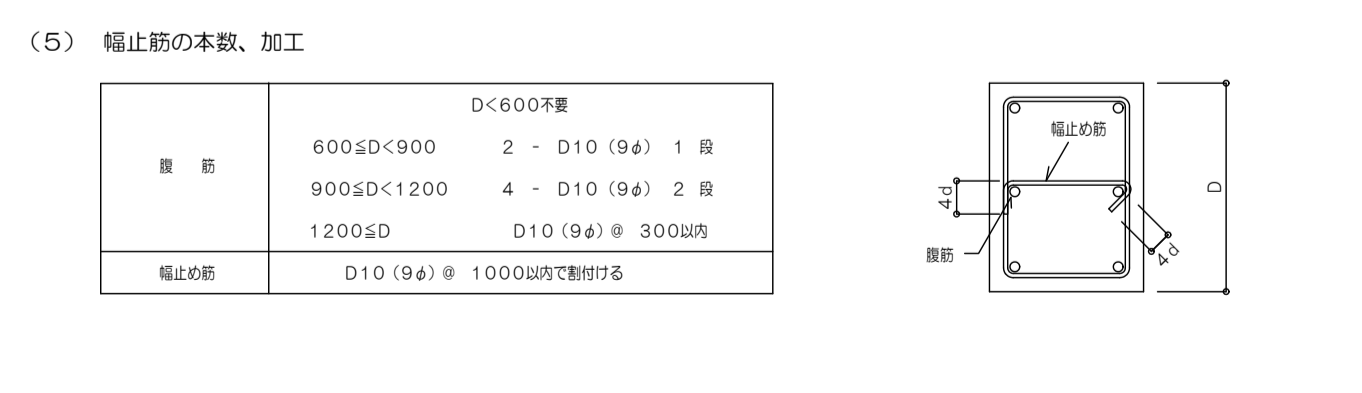 （５）　幅止筋の本数、加工
腹　筋
Ｄ＜６００不要
６００≦Ｄ＜９００　２　-　Ｄ１０（９φ）　１　段
９００≦Ｄ＜１２００　４　-　Ｄ１０（９φ）　２　段
１２００≦Ｄ　Ｄ１０（９φ）＠　３００以内
幅止め筋　Ｄ１０（９φ）＠　１０００以内で割付ける
幅止め筋
４ｄ
Ｄ
腹筋
４ｄ